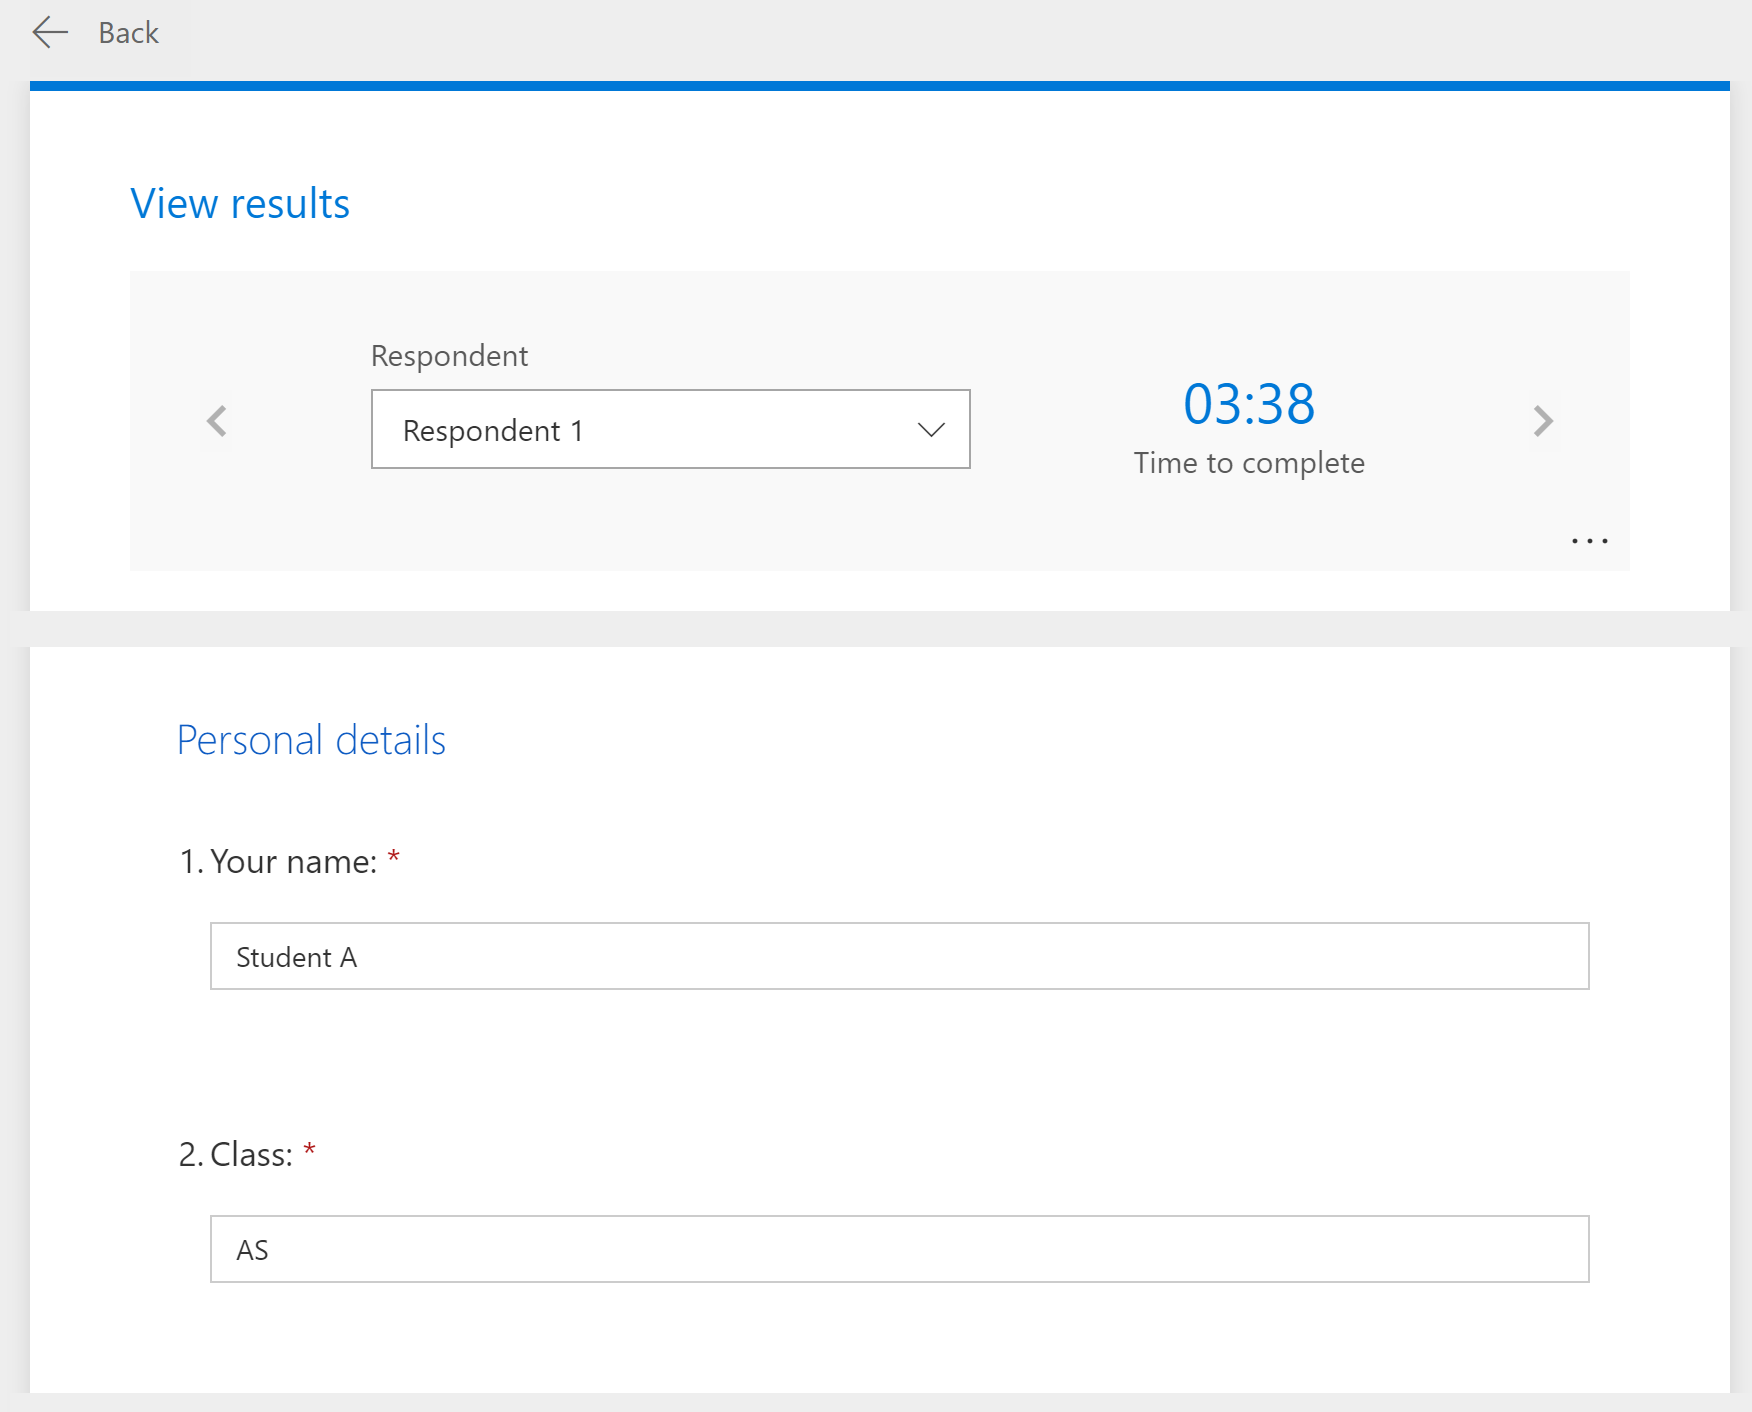 Back
View results
Respondent
Respondent 1
03:38
Time to complete
...
Personal details
1. Your name: *
Student A
2. Class: *
AS